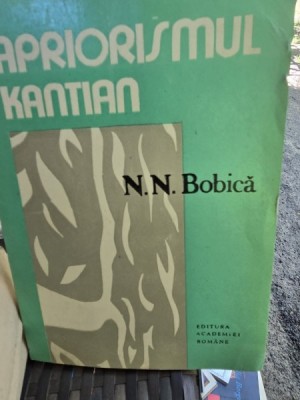 APRIORISMUL
KANTIAN
N.N. Bobică
EDITURA
ACADEMIEI
ROMÂNE